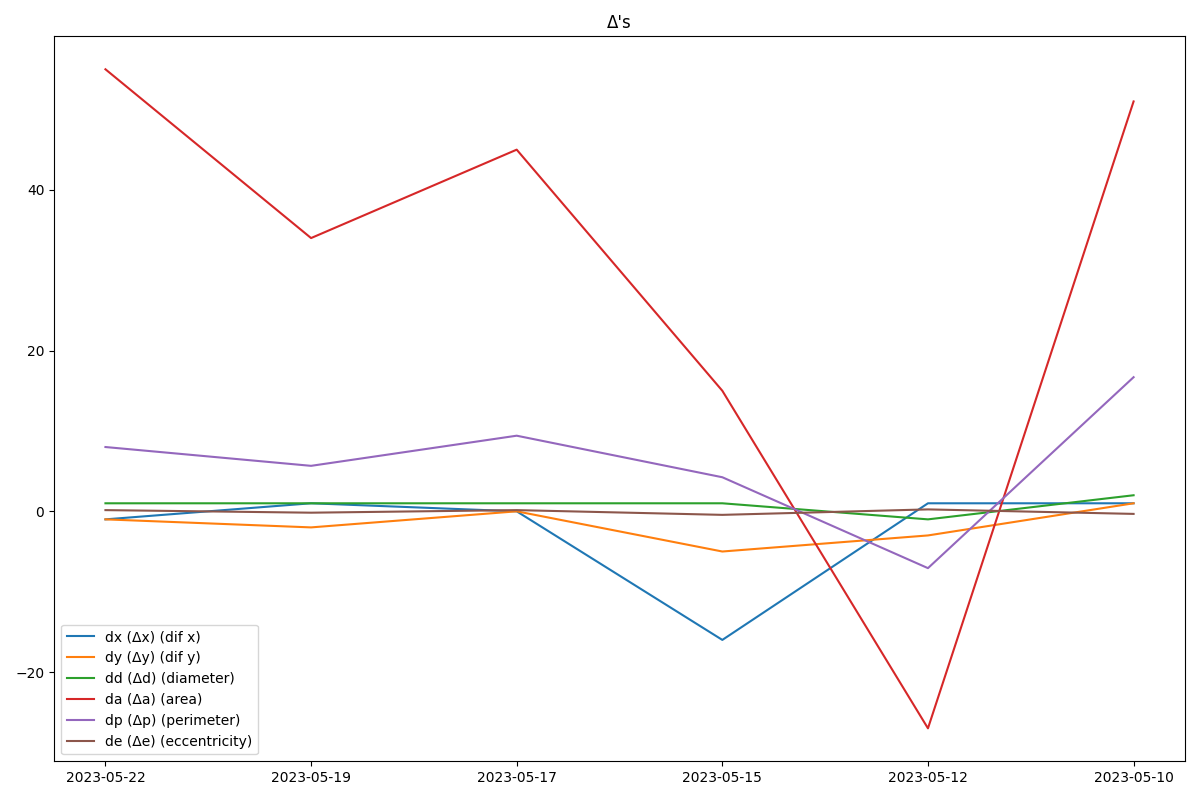 Δ's
40
20
0
−20
dx (Δx) (dif x)
dy (Δy) (dif y)
dd (Δd) (diameter)
da (Δa) (area)
dp (Δp) (perimeter)
de (Δe) (eccentricity)
2023-05-22 2023-05-19 2023-05-17 2023-05-15 2023-05-12 2023-05-10